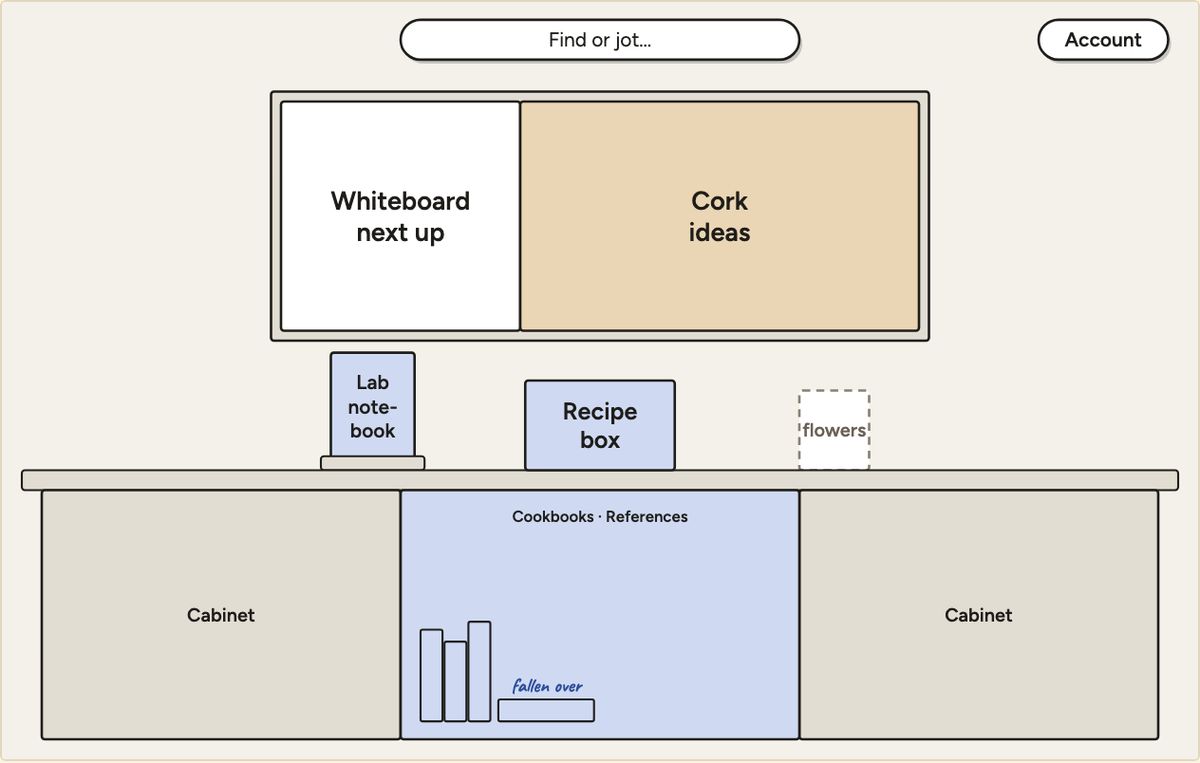 Find or jot...
Account
Whiteboard
next up
Cork
ideas
Lab
note-
book
Recipe
box
flowers
Cookbooks · References
Cabinet
Cabinet
fallen over